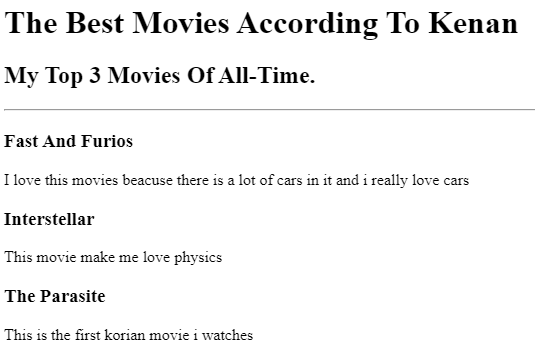 The Best Movies According To Kenan
My Top 3 Movies Of All-Time.
Fast And Furios
I love this movies beacuse there is a lot of cars in it and i really love cars
Interstellar
This movie make me love physics
The Parasite
This is the first korian movie i watches